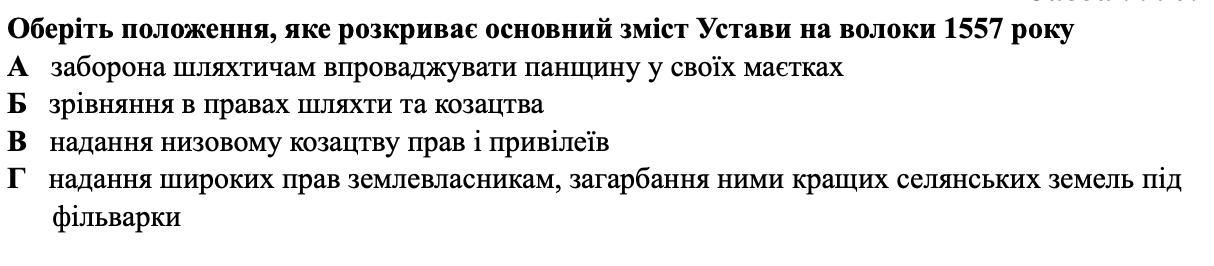 Оберіть положення, яке розкриває основний зміст Устави на волоки 1557 року
А заборона шляхтичам впроваджувати панщину у своїх маєтках
Б зрівняння в правах шляхти та козацтва
В надання низовому козацтву прав і привілеїв
Г надання широких прав землевласникам, загарбання ними кращих селянських земель під
фільварки